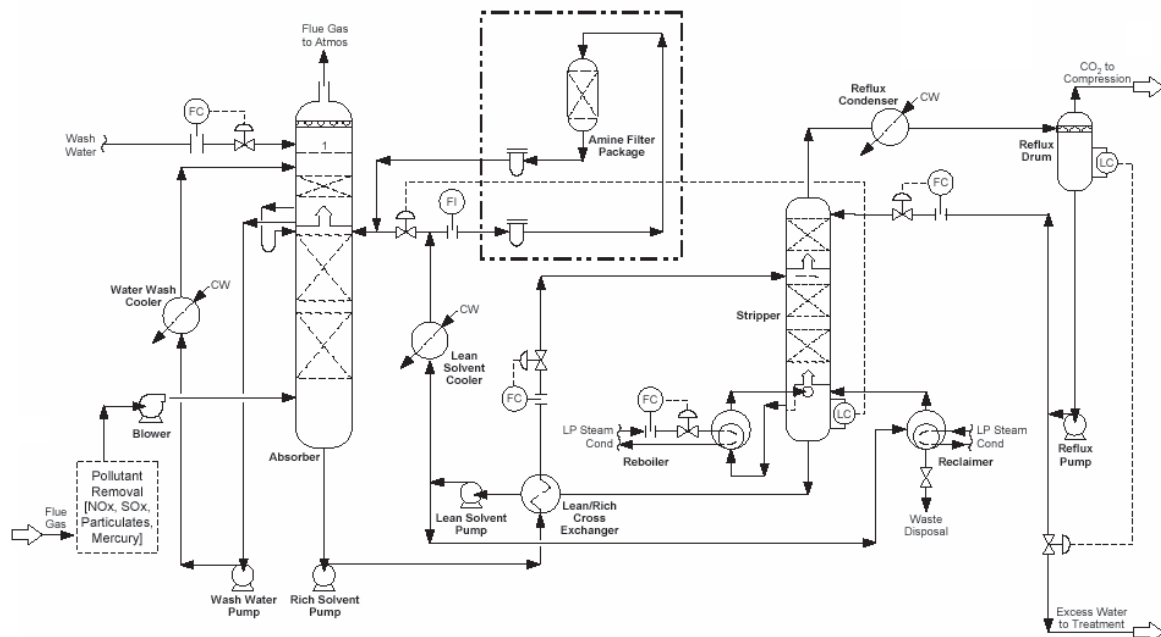 Flue Gas
to Atmos
FC
Wash
Water
1
Amine Filter
Package
Reflux
Condenser
CW
CO2 to
Compression
Reflux
Drum
LC
FI
FC
Water Wash
Cooler
CW
CW
Lean
Solvent
Cooler
Stripper
FC
FC
LC
Blower
LP Steam
Cond
Reboiler
LP Steam
Cond
Reclaimer
Reflux
Pump
Absorber
Pollutant
Removal
[NOx, SOx,
Particulates,
Mercury]
Flue
Gas
Lean Solvent
Pump
Lean/Rich
Cross
Exchanger
Waste
Disposal
Wash Water
Pump
Rich Solvent
Pump
Excess Water
to Treatment